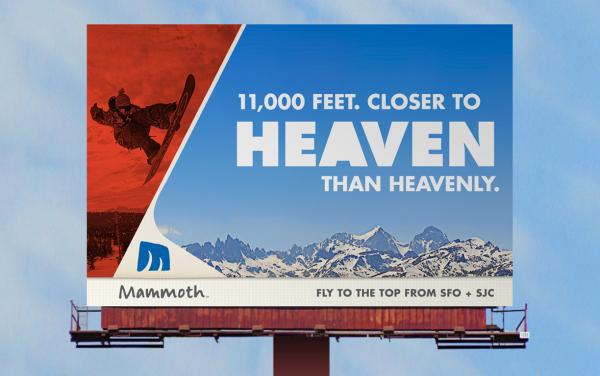 11,000 FEET. CLOSER TO
HEAVEN
THAN HEAVENLY.
Mammoth
FLY TO THE TOP FROM SFO + SJC